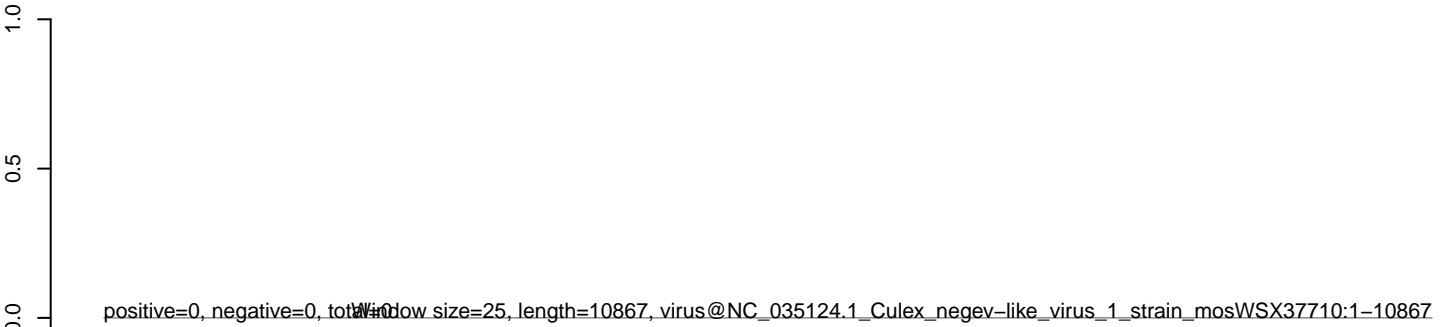 1.0
0.5
0.0
positive=0, negative=0, total=0
Window size=25, length=10867, virus@NC_035124.1_Culex_negev−like_virus_1_strain_mosWSX37710:1−10867